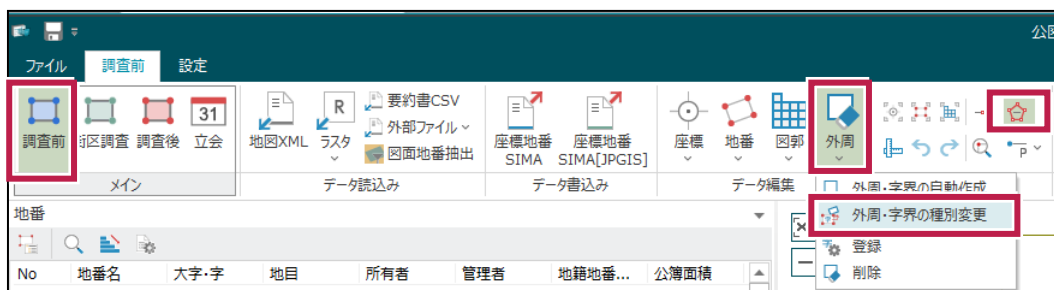 公図
ファイル 調査前 設定
調査前 街区調査 調査後 31 立会
地図XML R ラスタ 要約書CSV 外部ファイル 図面地番抽出
座標地番 SIMA 座標地番 SIMA[JPGIS]
座標 地番 図郭 外周
メイン データ読込み データ書込み データ編集
外周・字界の自動作成
地番
外周・字界の種別変更
登録
削除
No 地番名 大字・字 地目 所有者 管理者 地籍地番... 公簿面積